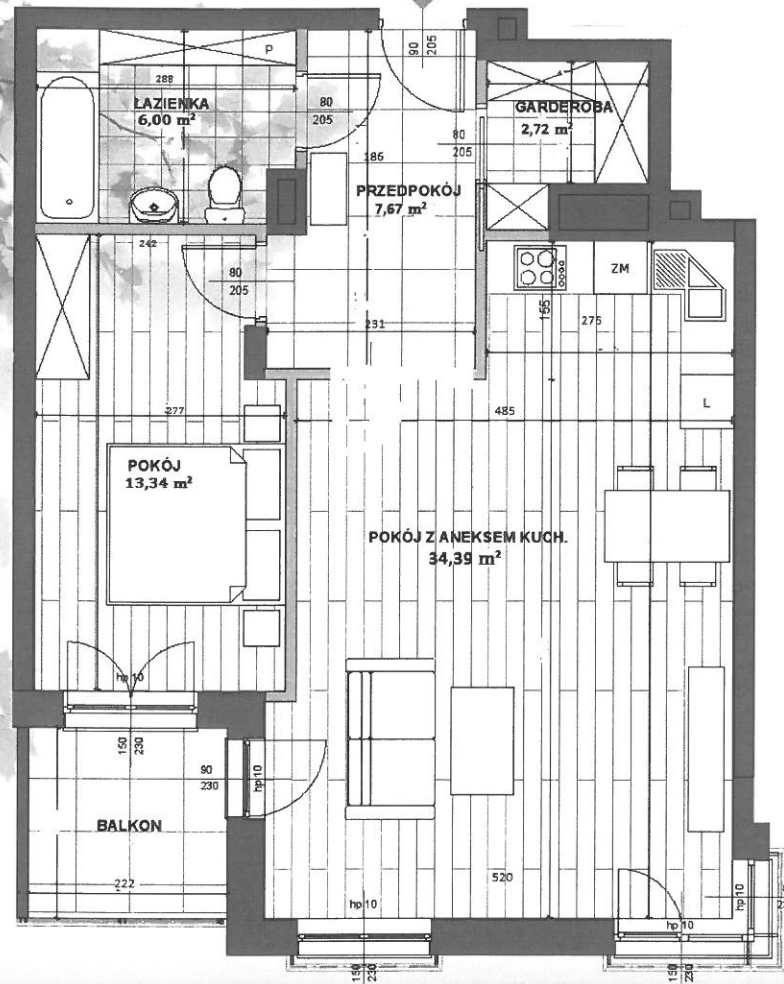 90
205
P
288
ŁAZIENKA
6,00 m²
80
205
GARDEROBA
2,72 m²
80
205
186
PRZEDPOKÓJ
7,67 m²
242
80
205
ZM
155
275
231
277
485
L
POKÓJ
13,34 m²
POKÓJ Z ANEKSEM KUCH.
34,39 m²
hp 10
150
230
90
230
hp 10
BALKON
222
520
hp 10
hp 10
hp 10
150
230
150
230